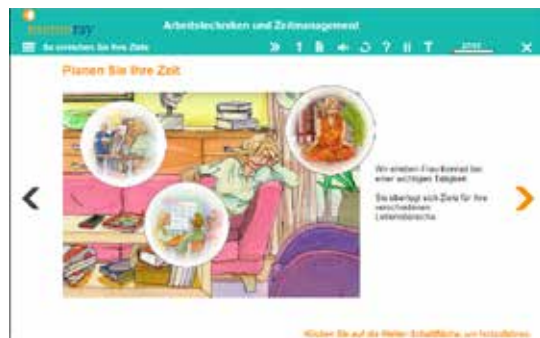 Arbeitstechniken und Zeitmanagement
So erreichen Sie Ihre Ziele
? T
Planen Sie Ihre Zeit
Wir erleben Frau Konrad bei
einer wichtigen Tätigkeit.
Sie überlegt sich Ziele für ihre
verschiedenen
Lebensbereiche.
Klicken Sie auf die Weiter-Schaltfläche, um fortzufahren.